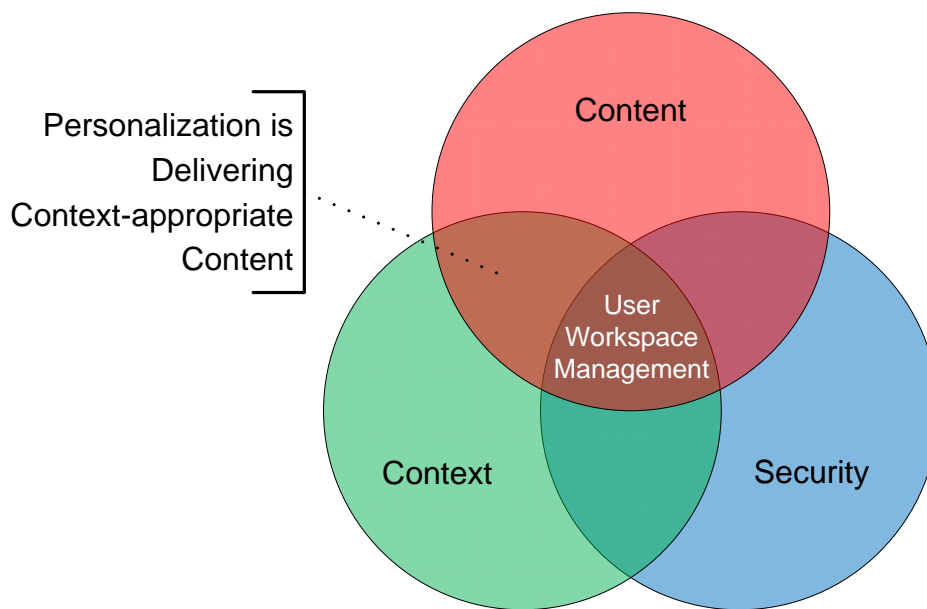 Personalization is
Delivering
Context-appropriate
Content
Content
User
Workspace
Management
Context
Security